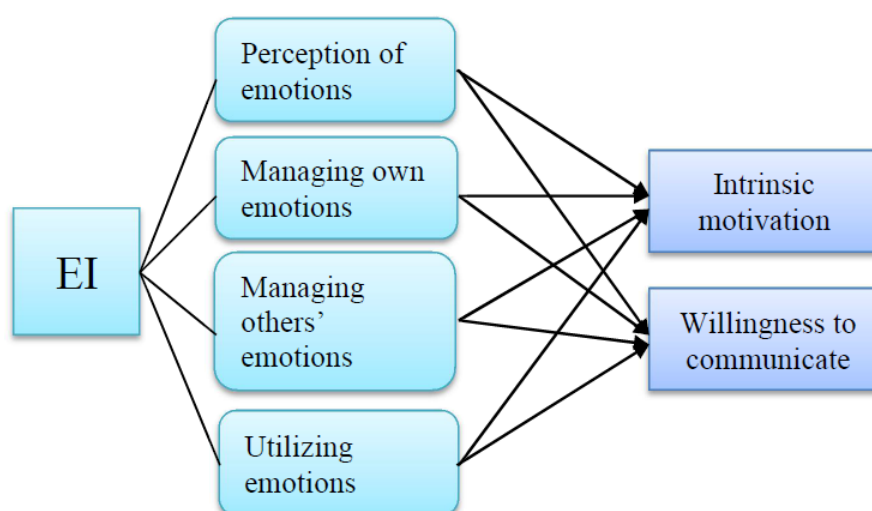 EI
Perception of
emotions
Managing own
emotions
Managing
others’
emotions
Utilizing
emotions
Intrinsic
motivation
Willingness to
communicate